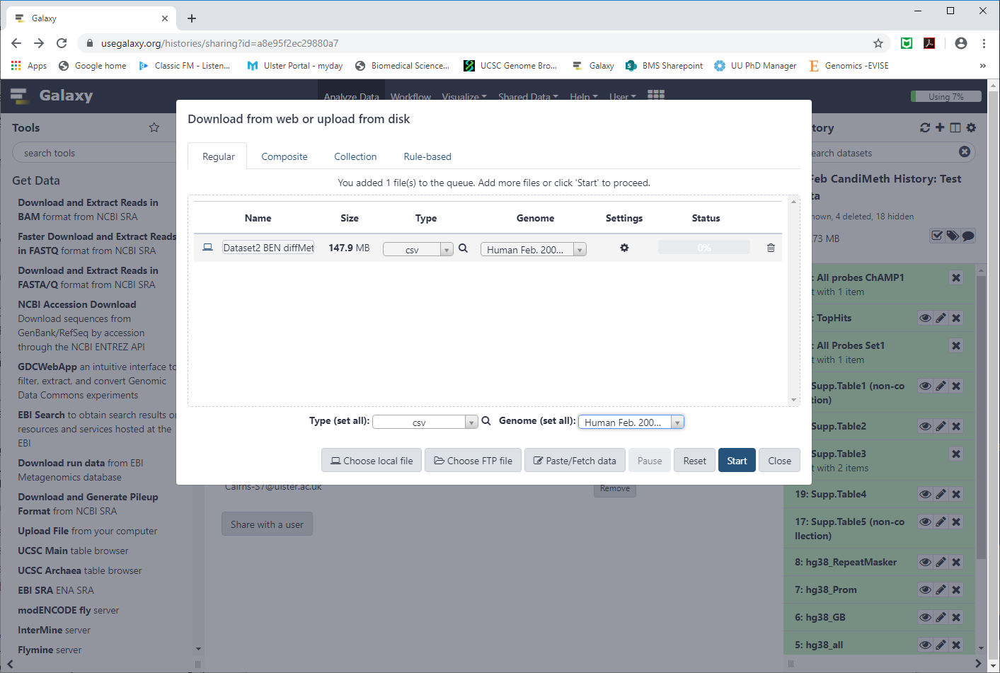 Galaxy
usegalaxy.org/histories/sharing?id=a8e95f2ec29880a7
Apps
Google home
Classic FM - Listen...
Ulster Portal - myday
Biomedical Science...
UCSC Genome Bro...
Galaxy
BMS Sharepoint
UU PhD Manager
Genomics -EVISE
»
Galaxy
Analyze Data
Workflow
Visualize
Shared Data
Help
User
Using 7%
Tools
search tools
Get Data
Download and Extract Reads in
BAM format from NCBI SRA
Faster Download and Extract Reads
in FASTQ format from NCBI SRA
Download and Extract Reads in
FASTA/Q format from NCBI SRA
NCBI Accession Download
Download sequences from
GenBank/RefSeq by accession
through the NCBI ENTREZ API
GDCWebApp an intuitive interface to
filter, extract, and convert Genomic
Data Commons experiments
EBI Search to obtain search results on
resources and services hosted at the
EBI
Download run data from EBI
Metagenomics database
Download and Generate Pileup
Format from NCBI SRA
Upload File from your computer
UCSC Main table browser
UCSC Archaea table browser
EBI SRA ENA SRA
modENCODE fly server
InterMine server
Flymine server
Download from web or upload from disk
Regular
Composite
Collection
Rule-based
You added 1 file(s) to the queue. Add more files or click 'Start' to proceed.
Name
Size
Type
Genome
Settings
Status
Dataset2 BEN diffMet
147.9 MB
csv
Human Feb. 200...
0%
Type (set all):
csv
Genome (set all):
Human Feb. 200...
Choose local file
Choose FTP file
Paste/Fetch data
Pause
Reset
Start
Close
Cairns-S7@ulster.ac.uk
Remove
Share with a user
tory
earch datasets
Feb CandiMeth History: Test
ta
hown, 4 deleted, 18 hidden
73 MB
: All probes ChAMP1
t with 1 item
: TopHits
: All Probes Set1
t with 1 item
Supp.Table1 (non-co
tion)
Supp.Table2
Supp.Table3
t with 2 items
19: Supp.Table4
17: Supp.Table5 (non-co
llection)
8: hg38_RepeatMasker
7: hg38_Prom
6: hg38_GB
5: hg38_all